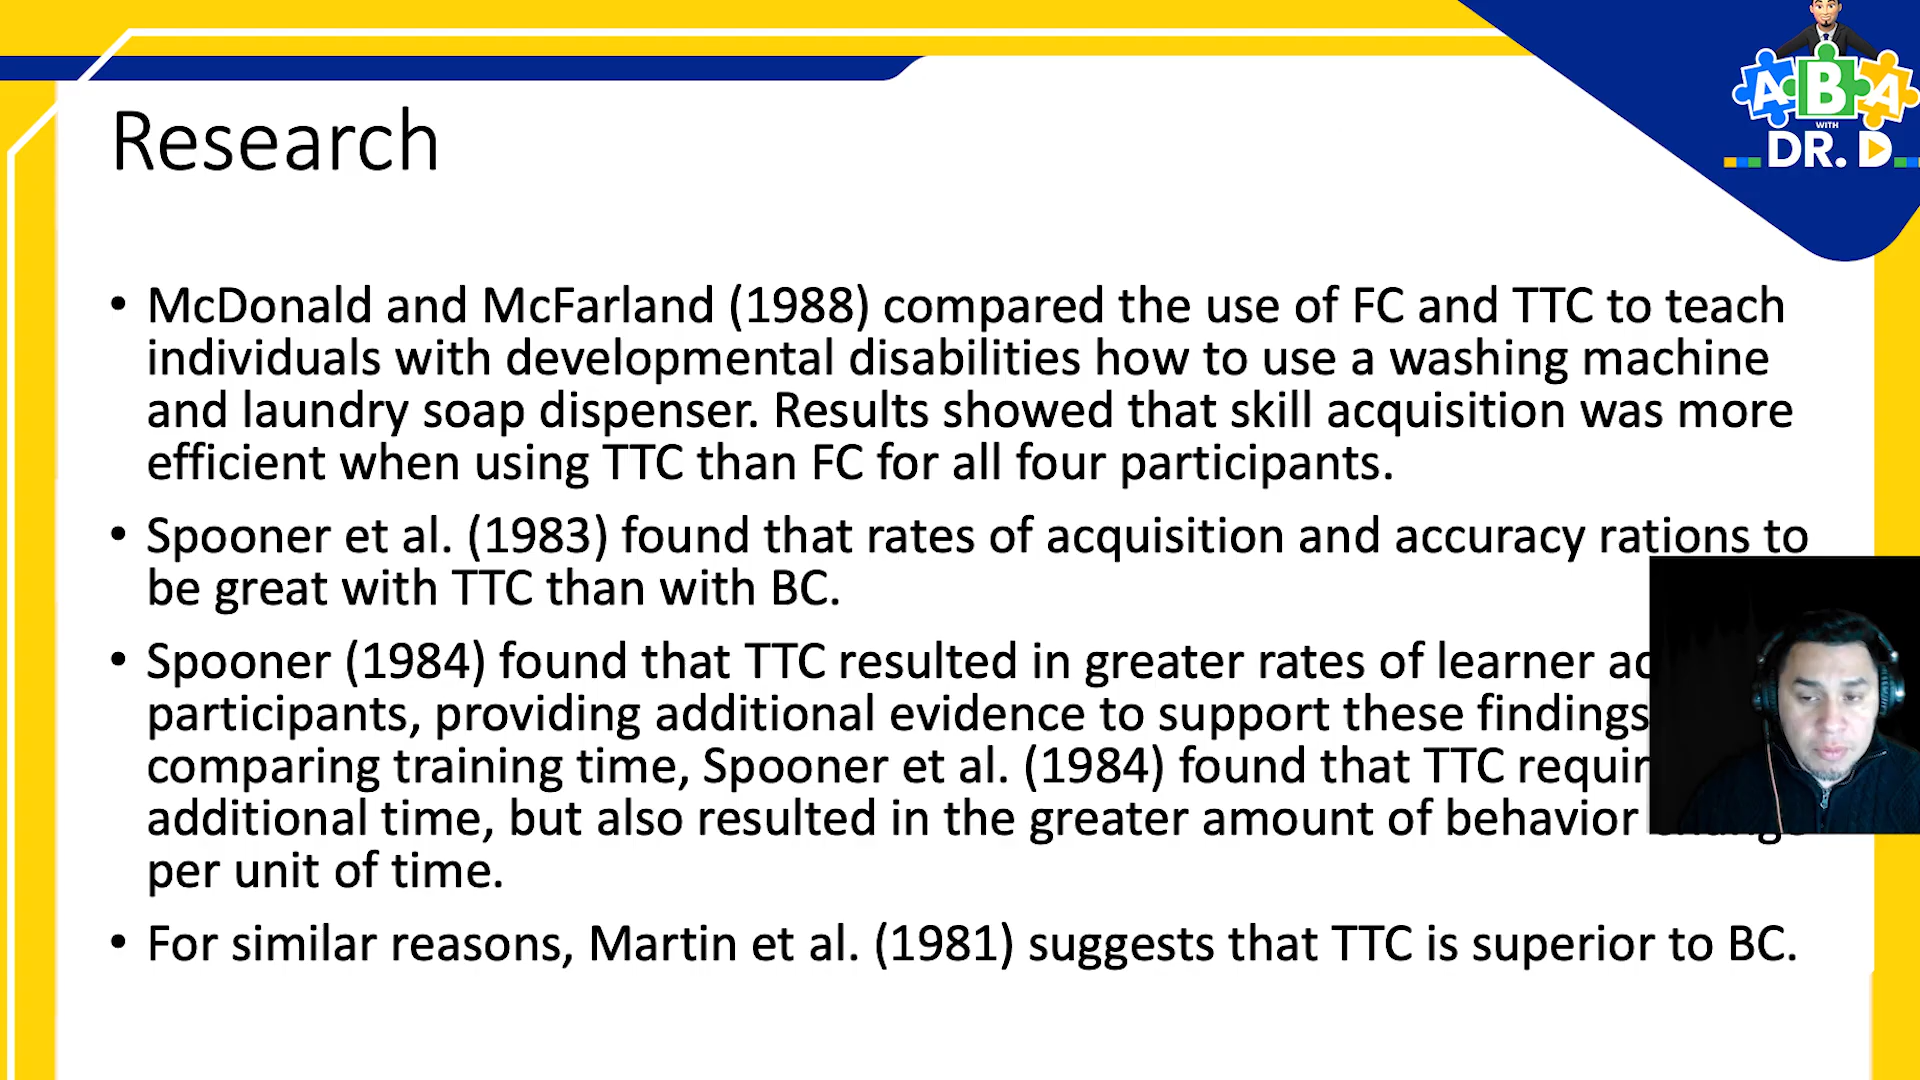 ABA
WITH
DR. D
Research
• McDonald and McFarland (1988) compared the use of FC and TTC to teach
individuals with developmental disabilities how to use a washing machine
and laundry soap dispenser. Results showed that skill acquisition was more
efficient when using TTC than FC for all four participants.
• Spooner et al. (1983) found that rates of acquisition and accuracy rations to
be great with TTC than with BC.
• Spooner (1984) found that TTC resulted in greater rates of learner
participants, providing additional evidence to support these findings
comparing training time, Spooner et al. (1984) found that TTC
additional time, but also resulted in the greater amount of behavior
per unit of time.
• For similar reasons, Martin et al. (1981) suggests that TTC is superior to BC.